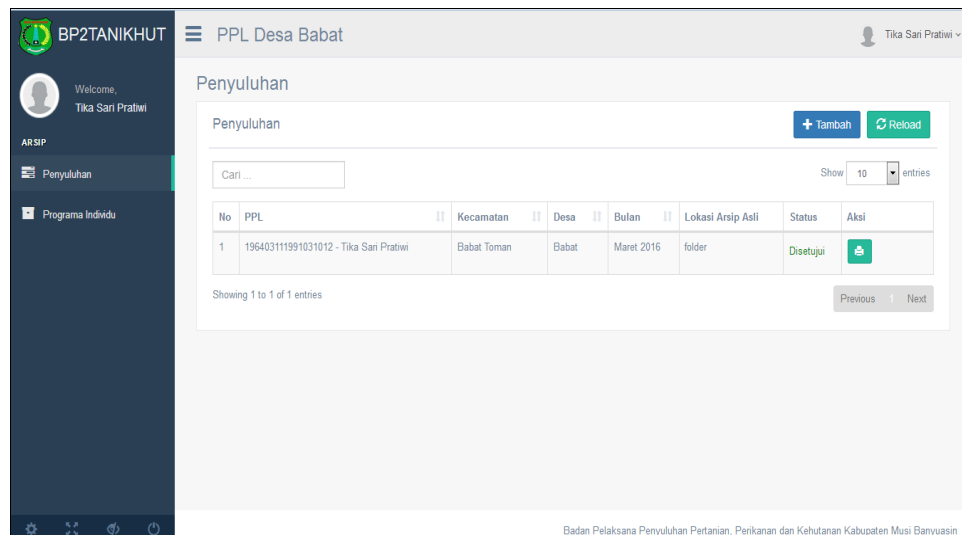 BP2TANIKHUT
PPL Desa Babat
Tika Sari Pratiwi
Welcome,
Tika Sari Pratiwi
ARSIP
Penyuluhan
Programa Individu
Penyuluhan
Penyuluhan
Tambah
Reload
Cari ...
Show 10 entries
No PPL Kecamatan Desa Bulan Lokasi Arsip Asli Status Aksi
1 196403111991031012 - Tika Sari Pratiwi Babat Toman Babat Maret 2016 folder Disetujui
Showing 1 to 1 of 1 entries
Previous 1 Next
Badan Pelaksana Penyuluhan Pertanian, Perikanan dan Kehutanan Kabupaten Musi Banyuasin